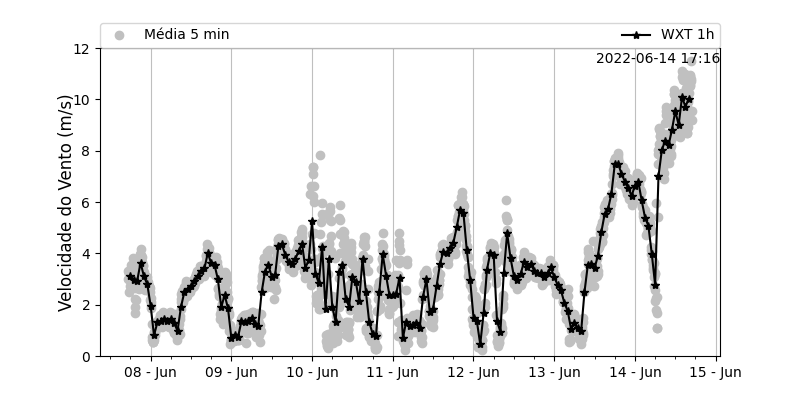 Média 5 min
WXT 1h
2022-06-14 17:16
Velocidade do Vento (m/s)
12
10
8
6
4
2
0
08 - Jun
09 - Jun
10 - Jun
11 - Jun
12 - Jun
13 - Jun
14 - Jun
15 - Jun